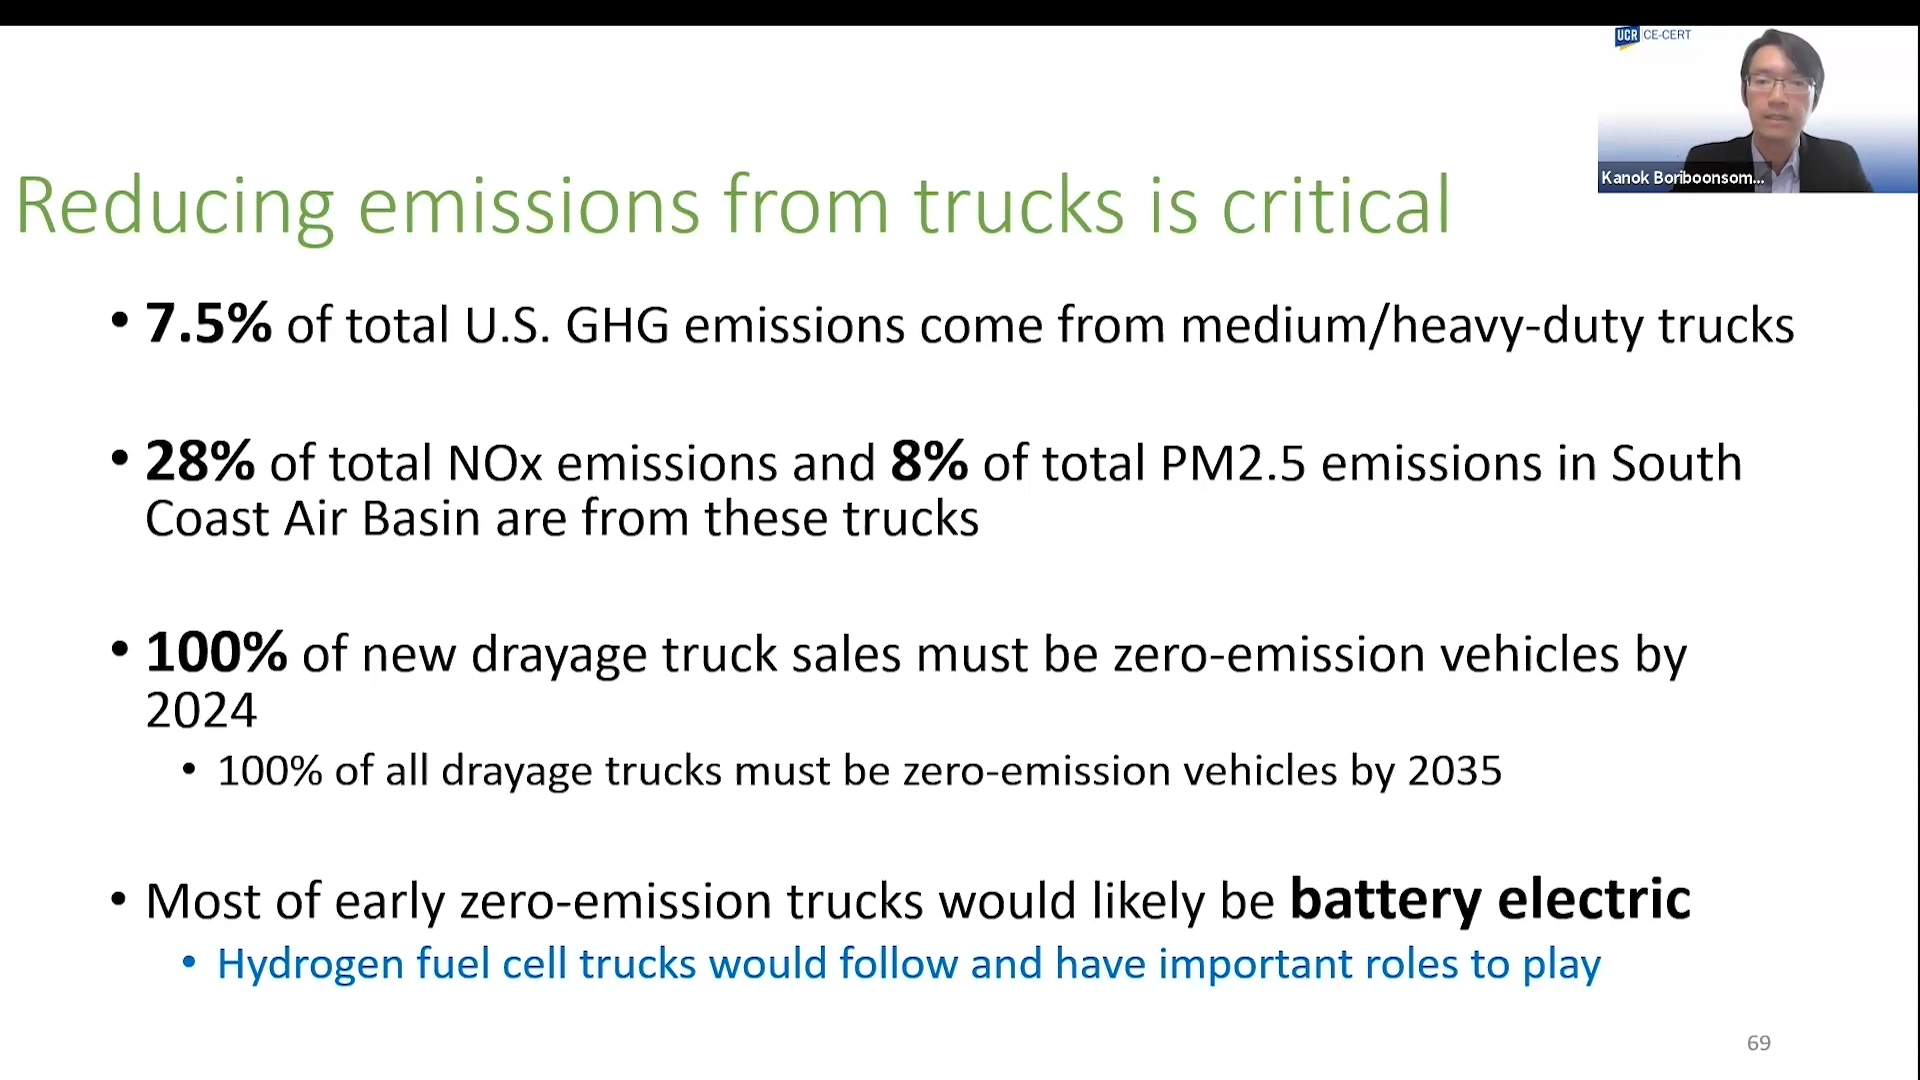 UCR CE-CERT
Kanok Boriboonsom...
Reducing emissions from trucks is critical
• 7.5% of total U.S. GHG emissions come from medium/heavy-duty trucks
• 28% of total NOx emissions and 8% of total PM2.5 emissions in South
Coast Air Basin are from these trucks
• 100% of new drayage truck sales must be zero-emission vehicles by
2024
• 100% of all drayage trucks must be zero-emission vehicles by 2035
• Most of early zero-emission trucks would likely be battery electric
• Hydrogen fuel cell trucks would follow and have important roles to play
69